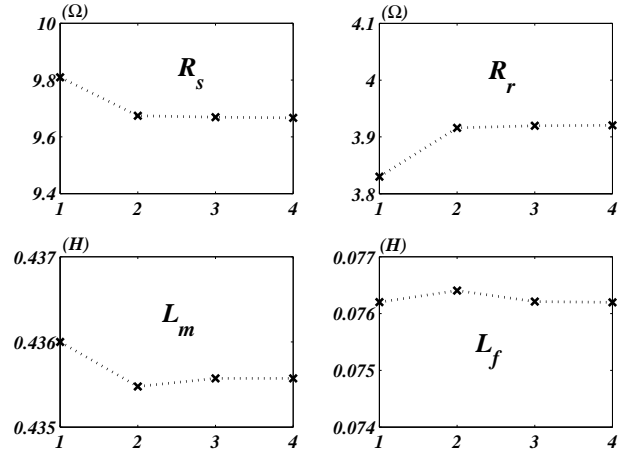 (Ω)
10
9.8
9.6
9.4
R_s
1 2 3 4
(Ω)
4.1
4
3.9
3.8
R_r
1 2 3 4
(H)
0.437
0.436
0.435
L_m
1 2 3 4
(H)
0.077
0.076
0.075
0.074
L_f
1 2 3 4